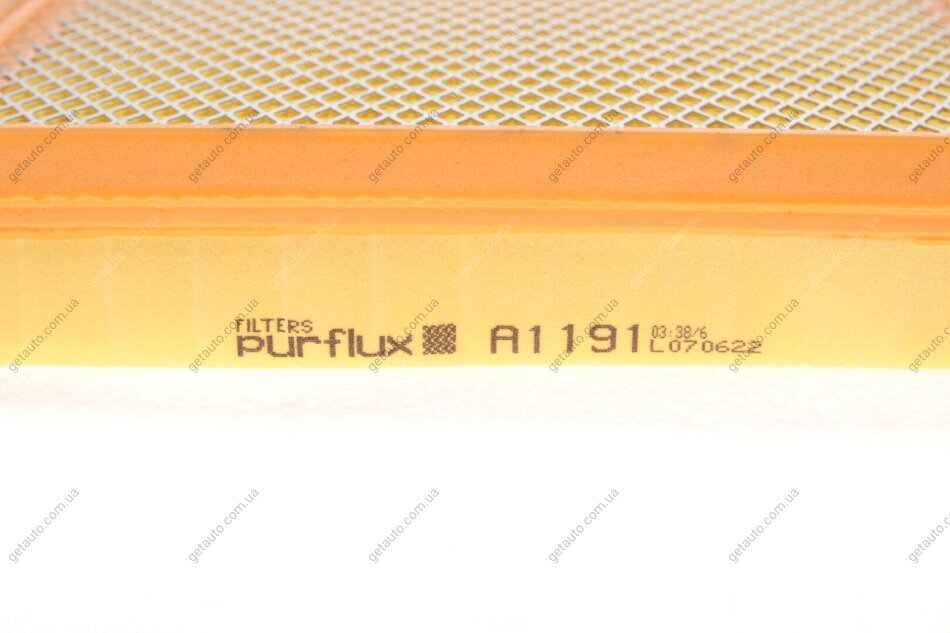 FILTERS
purflux A1191 03:38/6
L070622
getauto.com.ua